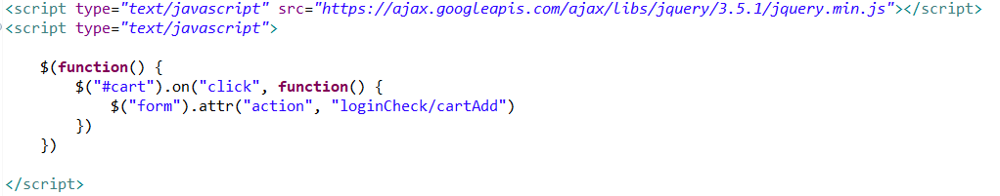 <script type="text/javascript" src="https://ajax.googleapis.com/ajax/libs/jquery/3.5.1/jquery.min.js"></script>
<script type="text/javascript">
$(function() {
$("#cart").on("click", function() {
$("form").attr("action", "loginCheck/cartAdd")
})
})
</script>